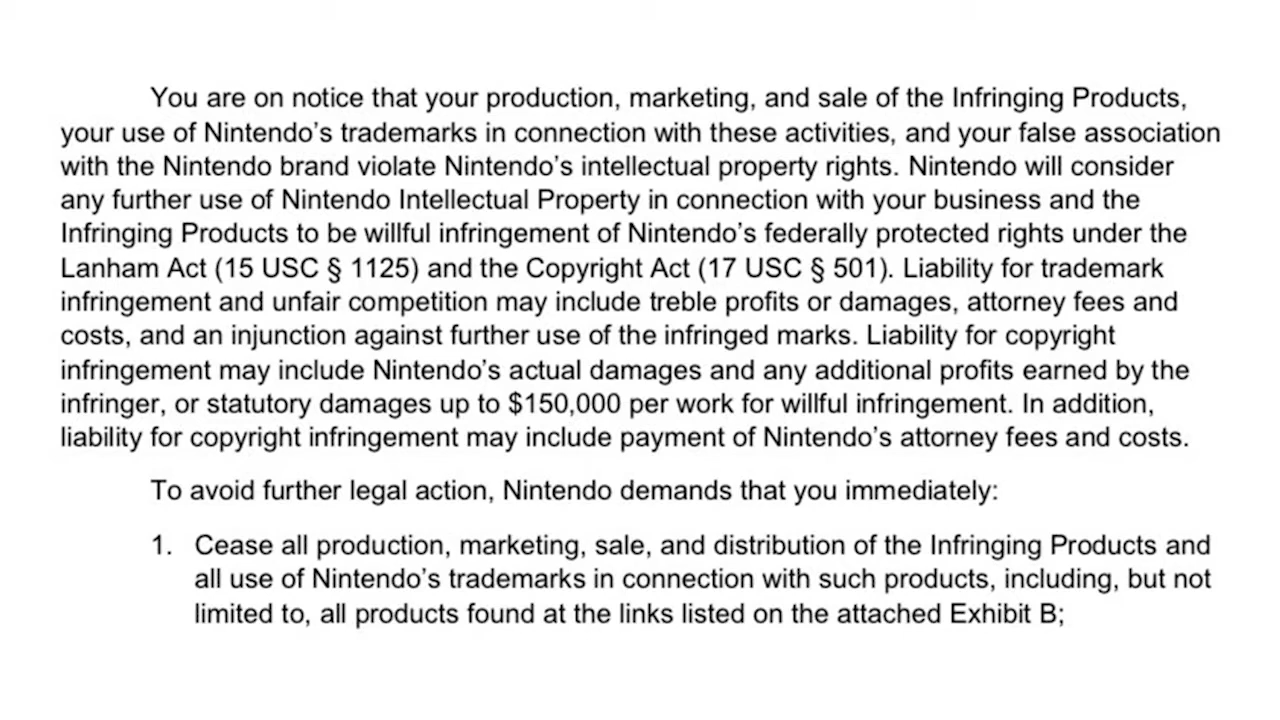 You are on notice that your production, marketing, and sale of the Infringing Products,
your use of Nintendo's trademarks in connection with these activities, and your false association
with the Nintendo brand violate Nintendo's intellectual property rights. Nintendo will consider
any further use of Nintendo Intellectual Property in connection with your business and the
Infringing Products to be willful infringement of Nintendo's federally protected rights under the
Lanham Act (15 USC § 1125) and the Copyright Act (17 USC § 501). Liability for trademark
infringement and unfair competition may include treble profits or damages, attorney fees and
costs, and an injunction against further use of the infringed marks. Liability for copyright
infringement may include Nintendo's actual damages and any additional profits earned by the
infringer, or statutory damages up to $150,000 per work for willful infringement. In addition,
liability for copyright infringement may include payment of Nintendo's attorney fees and costs.
To avoid further legal action, Nintendo demands that you immediately:
1. Cease all production, marketing, sale, and distribution of the Infringing Products and
all use of Nintendo's trademarks in connection with such products, including, but not
limited to, all products found at the links listed on the attached Exhibit B;